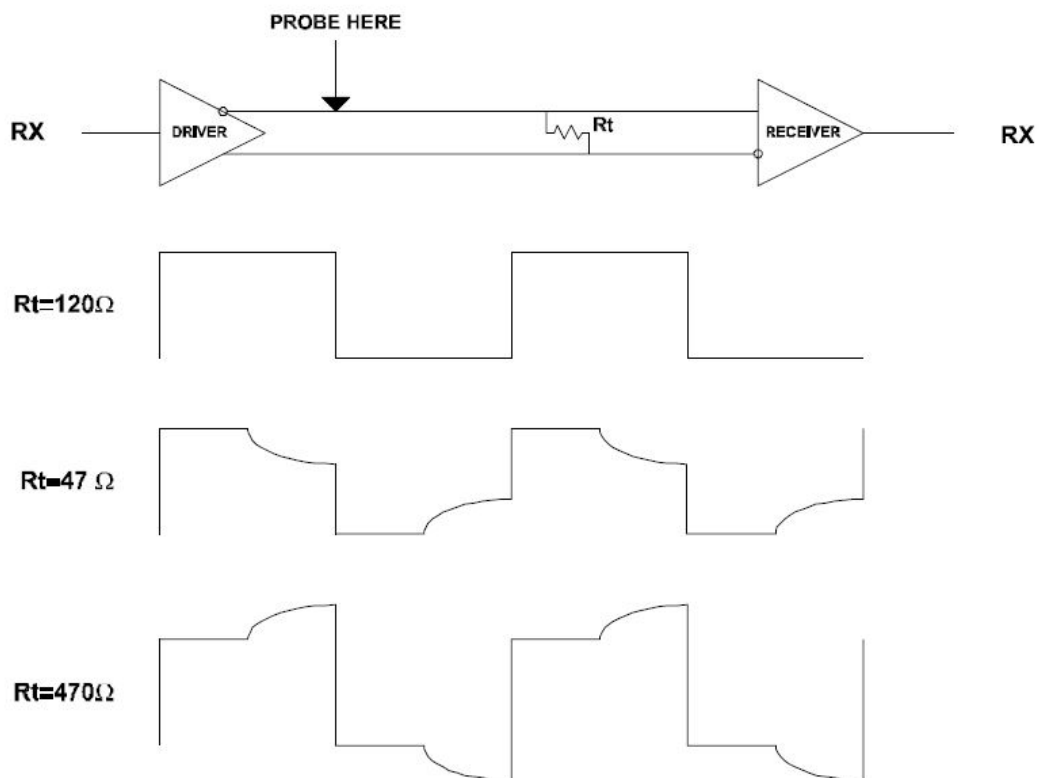 PROBE HERE
RX
DRIVER
Rt
RECEIVER
RX
Rt=120Ω
Rt=47 Ω
Rt=470Ω